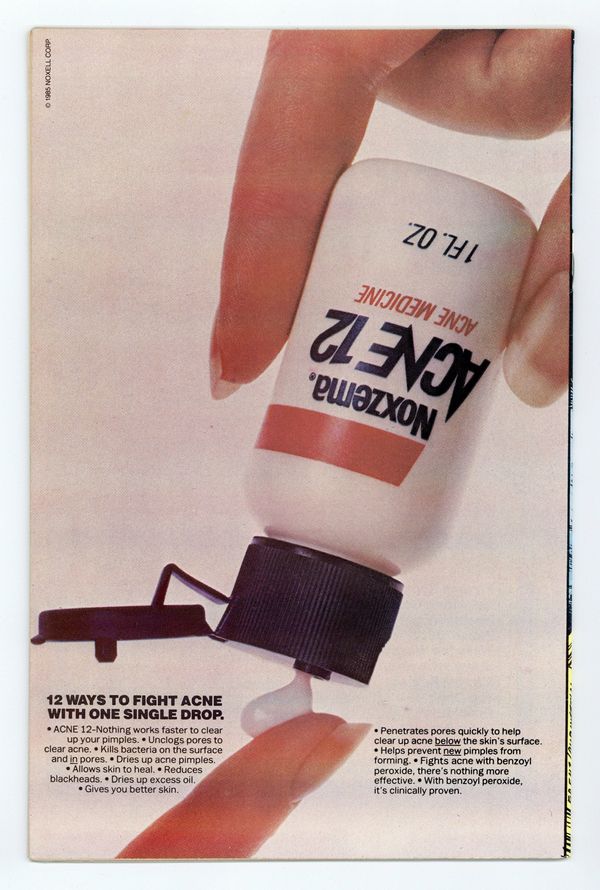 © 1985 NOXELL CORP.
1 FL. OZ.
ACNE MEDICINE
ACNE 12
Noxzema®
12 WAYS TO FIGHT ACNE
WITH ONE SINGLE DROP.
• ACNE 12-Nothing works faster to clear
up your pimples. • Unclogs pores to
clear acne. • Kills bacteria on the surface
and in pores. • Dries up acne pimples.
• Allows skin to heal. • Reduces
blackheads. • Dries up excess oil.
• Gives you better skin.
• Penetrates pores quickly to help
clear up acne below the skin's surface.
• Helps prevent new pimples from
forming. • Fights acne with benzoyl
peroxide, there's nothing more
effective. • With benzoyl peroxide,
it's clinically proven.